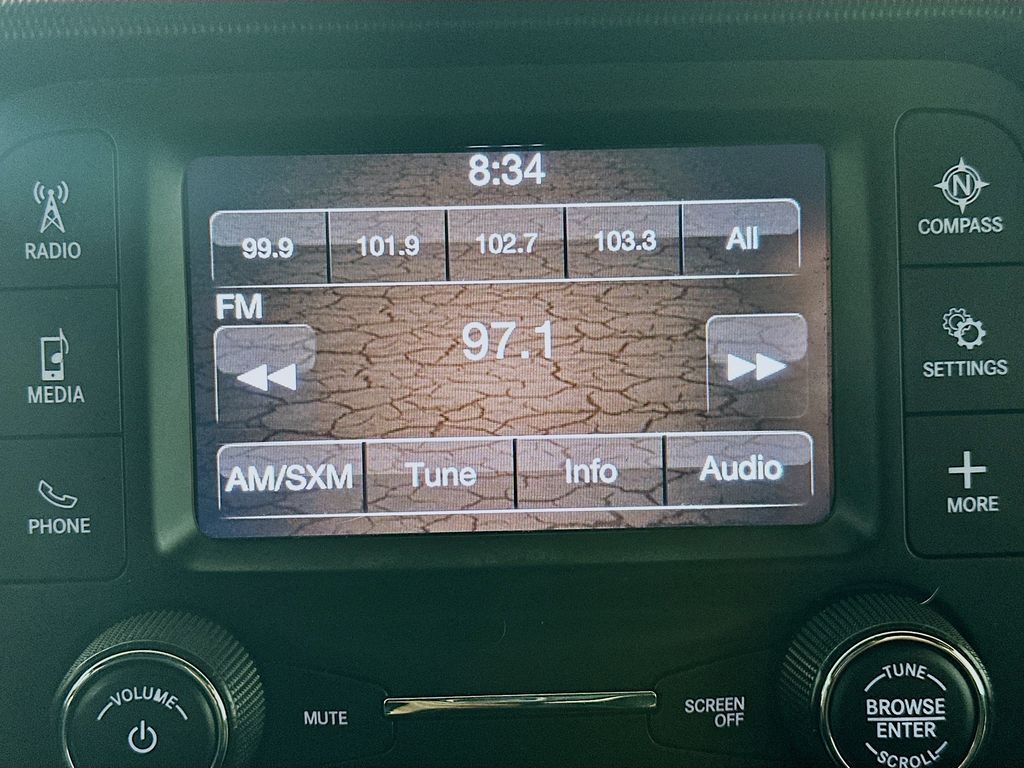 8:34
99.9 101.9 102.7 103.3 All
FM
97.1
AM/SXM Tune Info Audio
RADIO
MEDIA
PHONE
N
COMPASS
SETTINGS
MORE
VOLUME
MUTE
SCREEN
OFF
TUNE
BROWSE
ENTER
SCROLL